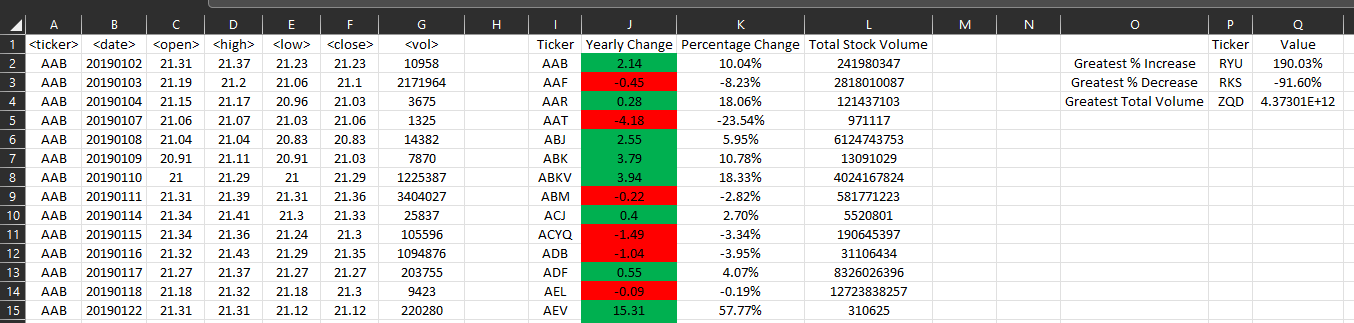 A B C D E F G H I J K L M N O P Q
1 <ticker> <date> <open> <high> <low> <close> <vol> Ticker Yearly Change Percentage Change Total Stock Volume Ticker Value
2 AAB 20190102 21.31 21.37 21.23 21.23 10958 AAB 2.14 10.04% 241980347 Greatest % Increase RYU 190.03%
3 AAB 20190103 21.19 21.2 21.06 21.1 2171964 AAF -0.45 -8.23% 2818010087 Greatest % Decrease RKS -91.60%
4 AAB 20190104 21.15 21.17 20.96 21.03 3675 AAR 0.28 18.06% 121437103 Greatest Total Volume ZQD 4.37301E+12
5 AAB 20190107 21.06 21.07 21.03 21.06 1325 AAT -4.18 -23.54% 971117
6 AAB 20190108 21.04 21.04 20.83 20.83 14382 ABJ 2.55 5.95% 6124743753
7 AAB 20190109 20.91 21.11 20.91 21.03 7870 ABK 3.79 10.78% 13091029
8 AAB 20190110 21 21.29 21 21.29 1225387 ABKV 3.94 18.33% 4024167824
9 AAB 20190111 21.31 21.39 21.31 21.36 3404027 ABM -0.22 -2.82% 581771223
10 AAB 20190114 21.34 21.41 21.3 21.33 25837 ACJ 0.4 2.70% 5520801
11 AAB 20190115 21.34 21.36 21.24 21.3 105596 ACYQ -1.49 -3.34% 190645397
12 AAB 20190116 21.32 21.43 21.29 21.35 1094876 ADB -1.04 -3.95% 31106434
13 AAB 20190117 21.27 21.37 21.27 21.27 203755 ADF 0.55 4.07% 8326026396
14 AAB 20190118 21.18 21.32 21.18 21.3 9423 AEL -0.09 -0.19% 12723838257
15 AAB 20190122 21.31 21.31 21.12 21.12 220280 AEV 15.31 57.77% 310625